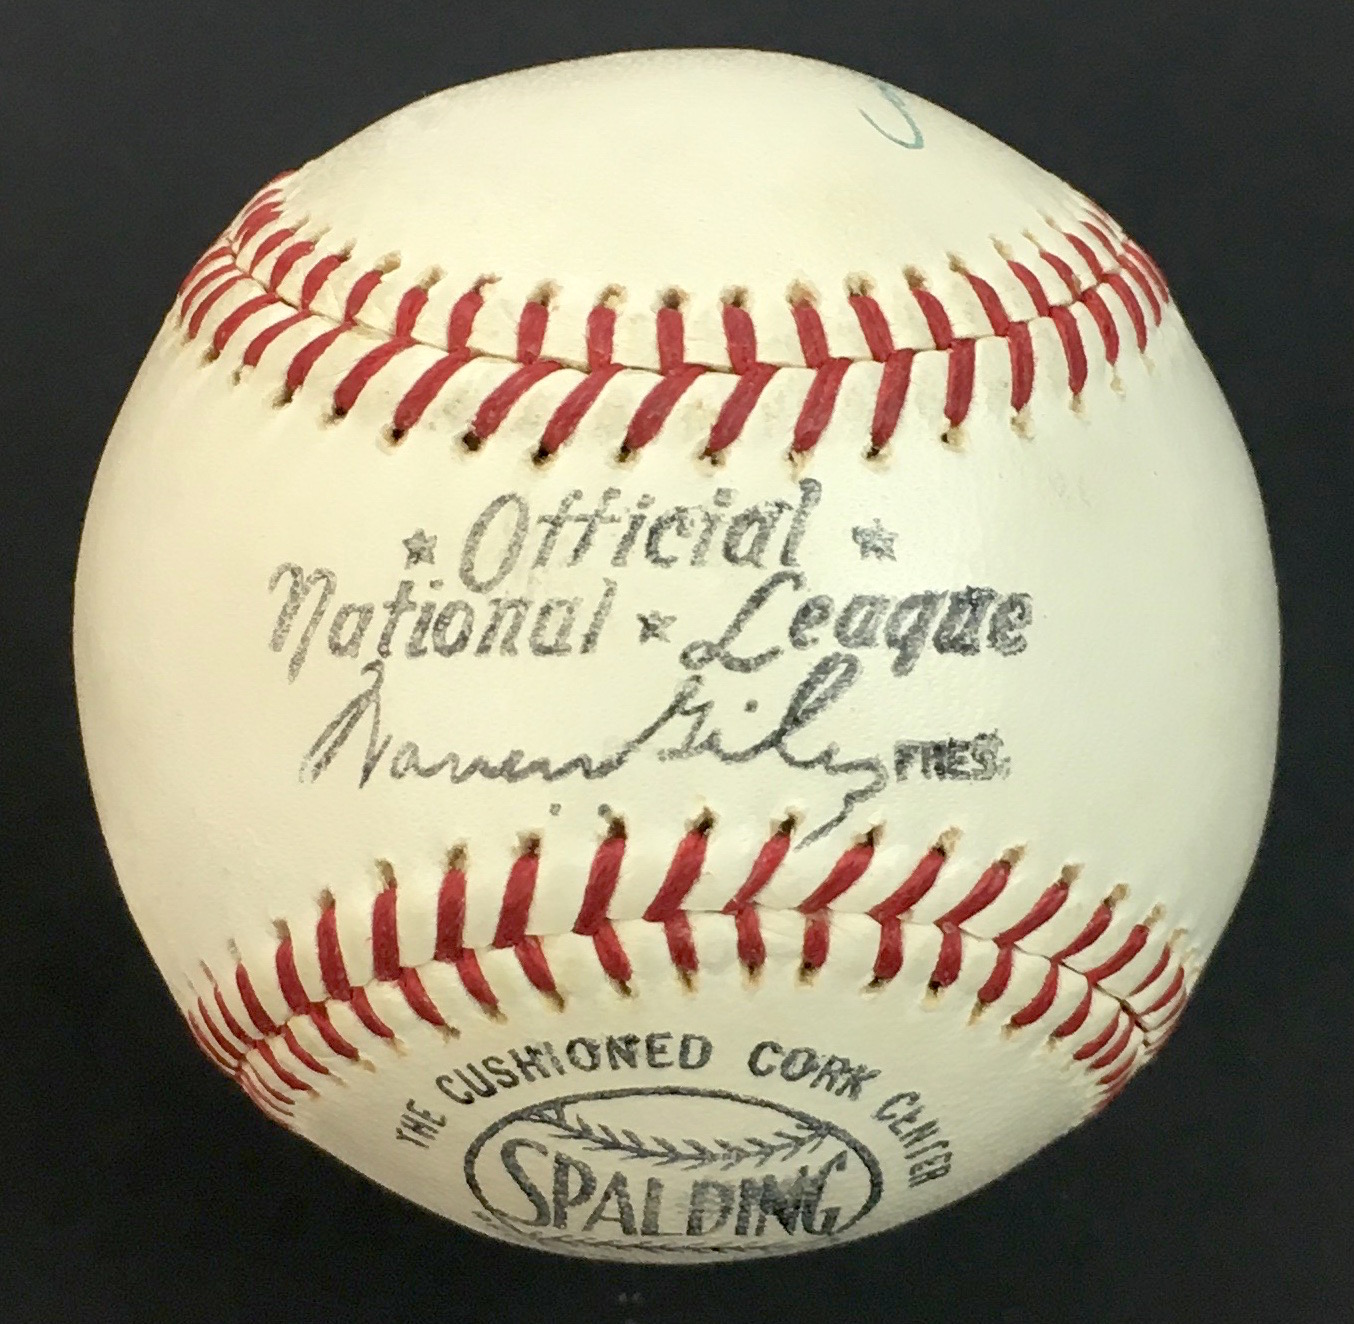 ★ Official ★
National ★ League
Warren Giles PRES.
THE CUSHIONED CORK CENTER
SPALDING